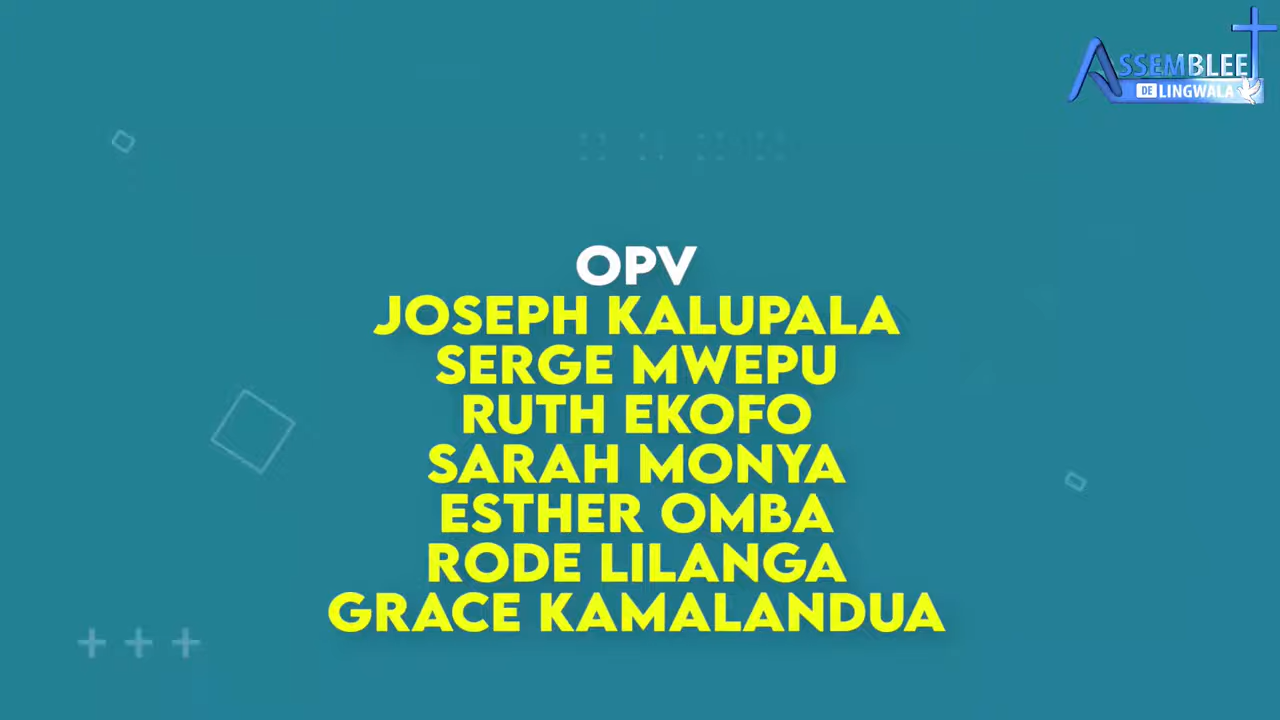 ASSEMBLEE
DE LINGWALA
OPV
JOSEPH KALUPALA
SERGE MWEPU
RUTH EKOFO
SARAH MONYA
ESTHER OMBA
RODE LILANGA
GRACE KAMALANDUA